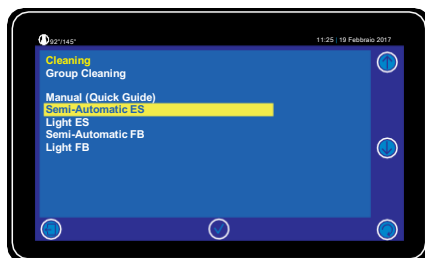 92°/145°
11:25 | 19 Febbraio 2017
Cleaning
Group Cleaning
Manual (Quick Guide)
Semi-Automatic ES
Light ES
Semi-Automatic FB
Light FB